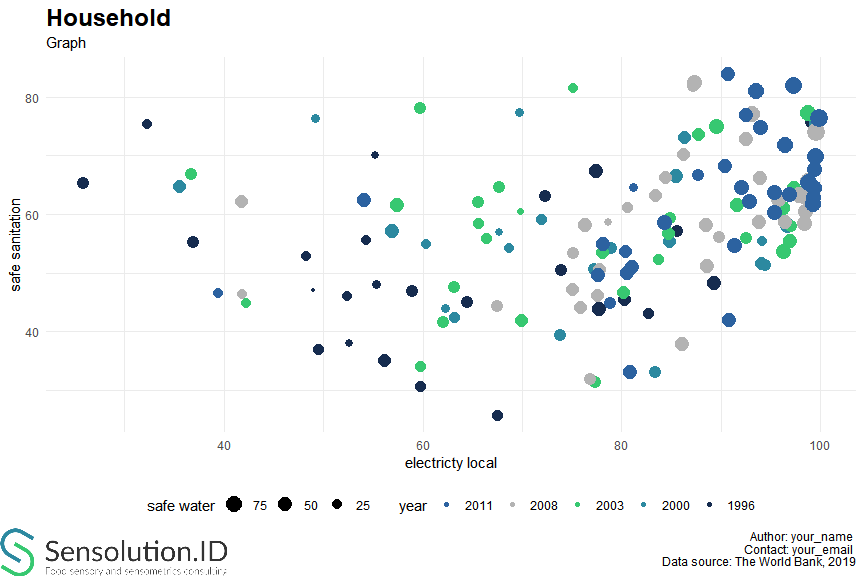 Household
Graph
80
60
40
safe sanitation
40 60 80 100
electricty local
safe water 75 50 25 year 2011 2008 2003 2000 1996
Sensolution.ID
Food sensory and sensometrics consulting
Author: your_name
Contact: your_email
Data source: The World Bank, 2019